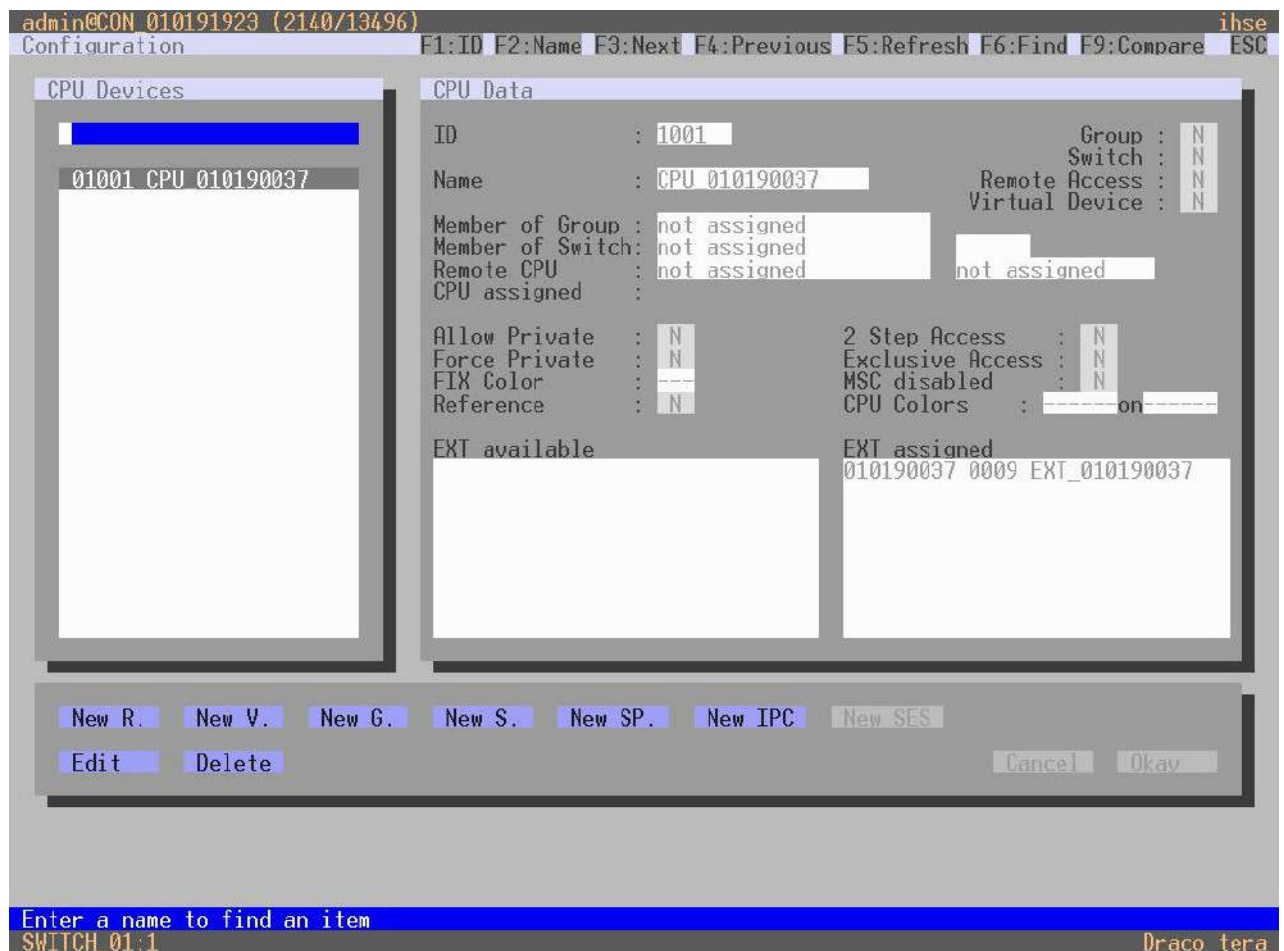 admin@CON_010191923 (2140/13496) ihse
Configuration F1:ID F2:Name F3:Next F4:Previous F5:Refresh F6:Find F9:Compare ESC
CPU Devices
01001 CPU_010190037
CPU Data
ID : 1001 Group : N
Switch : N
Name : CPU_010190037 Remote Access : N
Virtual Device : N
Member of Group : not assigned
Member of Switch: not assigned
Remote CPU : not assigned not assigned
CPU assigned :
Allow Private : N 2 Step Access : N
Force Private : N Exclusive Access : N
FIX Color : --- MSC disabled : N
Reference : N CPU Colors : ------on------
EXT available EXT assigned
010190037 0009 EXT_010190037
New R. New V. New G. New S. New SP. New IPC New SES
Edit Delete Cancel Okay
Enter a name to find an item
SWITCH_01:1 Draco tera